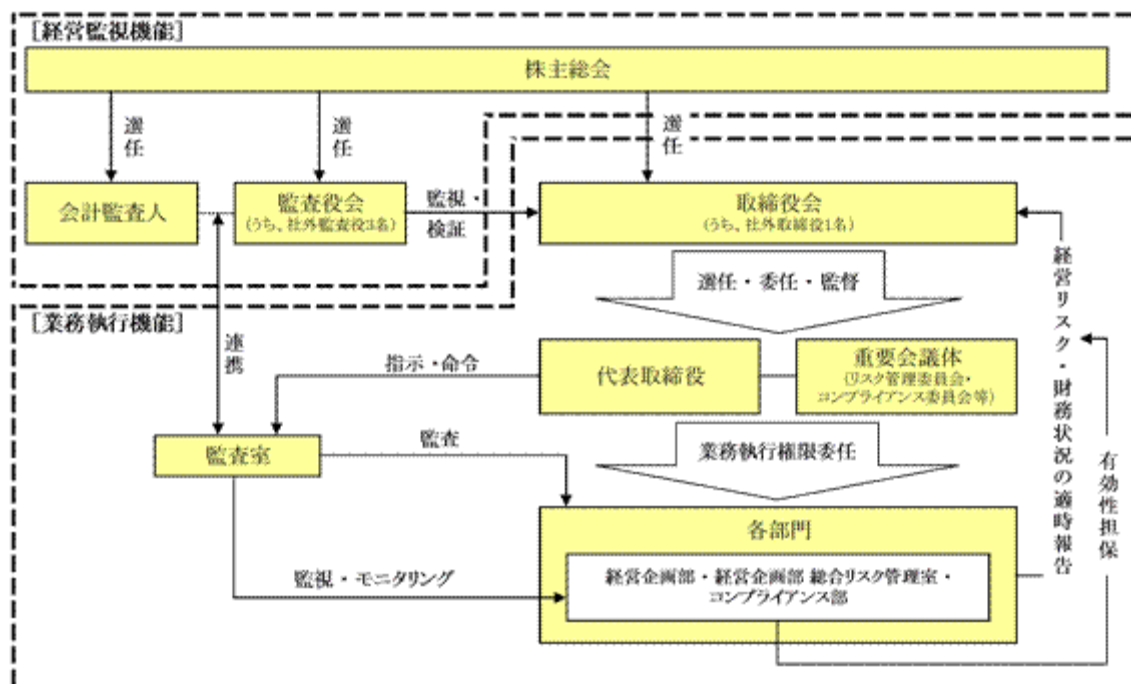 [経営監視機能]
株主総会
選任
選任
選任
会計監査人
監査役会
(うち、社外監査役3名)
監視・
検証
取締役会
(うち、社外取締役1名)
選任・委任・監督
[業務執行機能]
連携
指示・命令
代表取締役
重要会議体
(リスク管理委員会・
コンプライアンス委員会等)
経営リスク・財務状況の適時報告
有効性担保
監査室
監査
業務執行権限委任
各部門
監視・モニタリング
経営企画部・経営企画部 総合リスク管理室・
コンプライアンス部